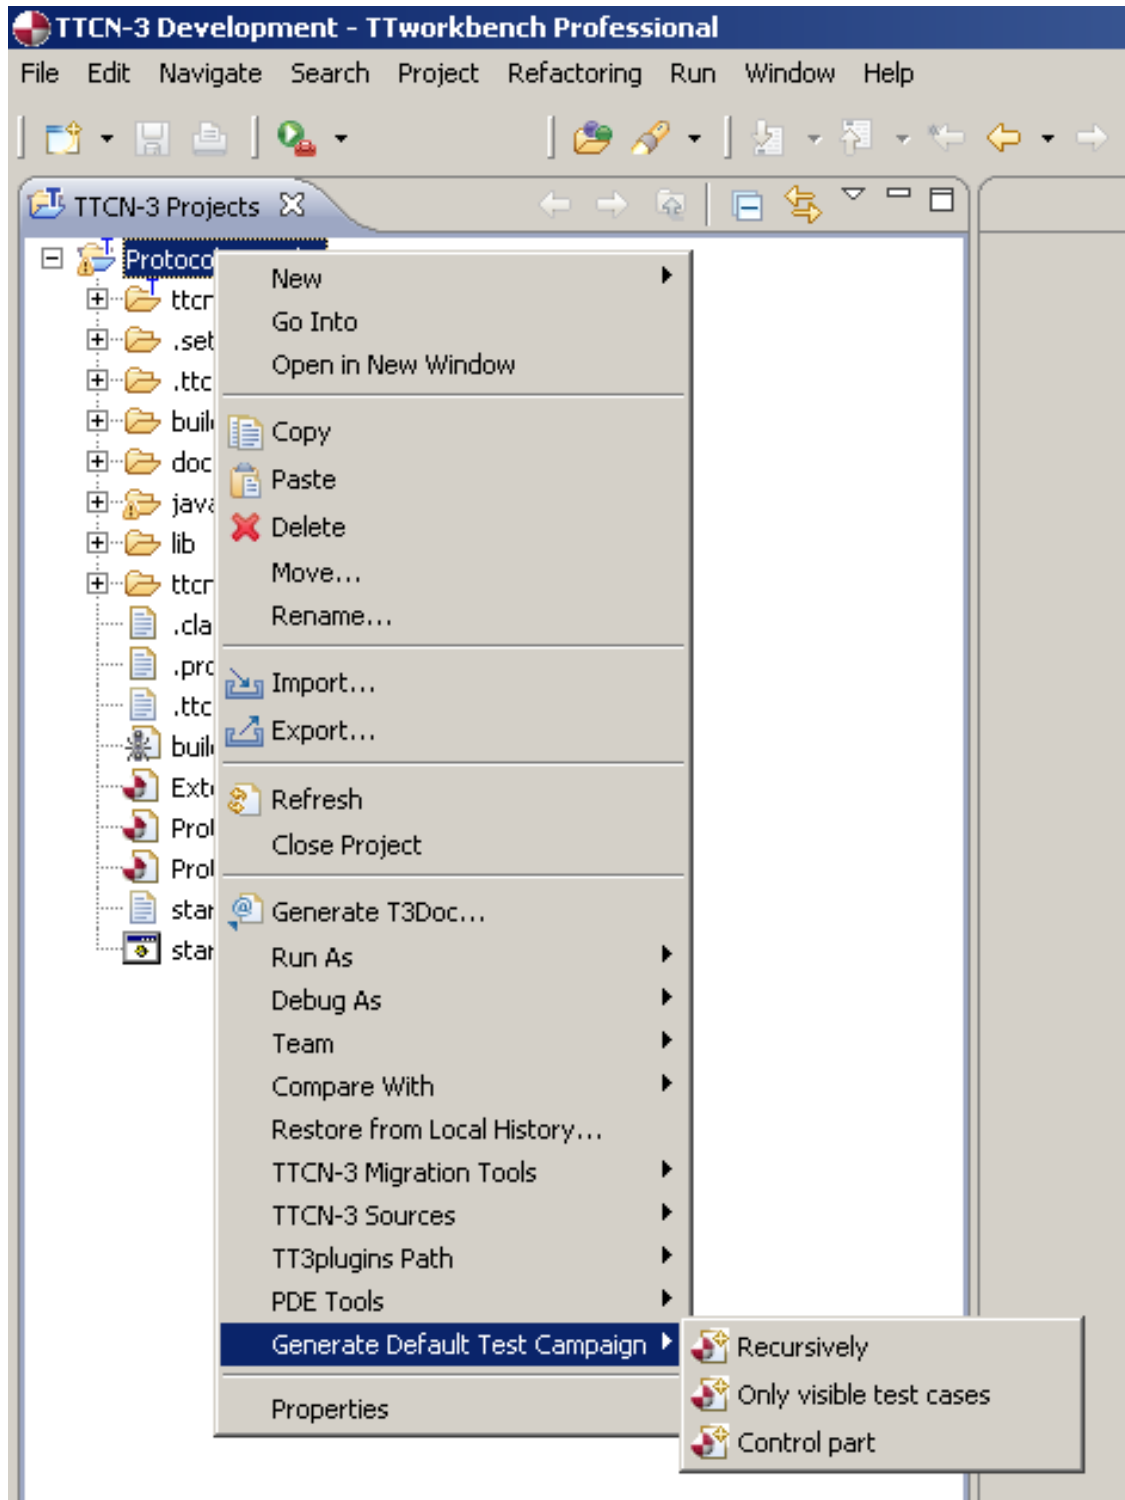 TTCN-3 Development - TTworkbench Professional
File Edit Navigate Search Project Refactoring Run Window Help
TTCN-3 Projects
New
Go Into
Open in New Window
Copy
Paste
Delete
Move...
lib
Rename...
Import...
Export...
Refresh
Close Project
Generate T3Doc...
Run As
Debug As
Team
Compare With
Restore from Local History...
TTCN-3 Migration Tools
TTCN-3 Sources
TT3plugins Path
PDE Tools
Generate Default Test Campaign
Recursively
Only visible test cases
Control part
Properties